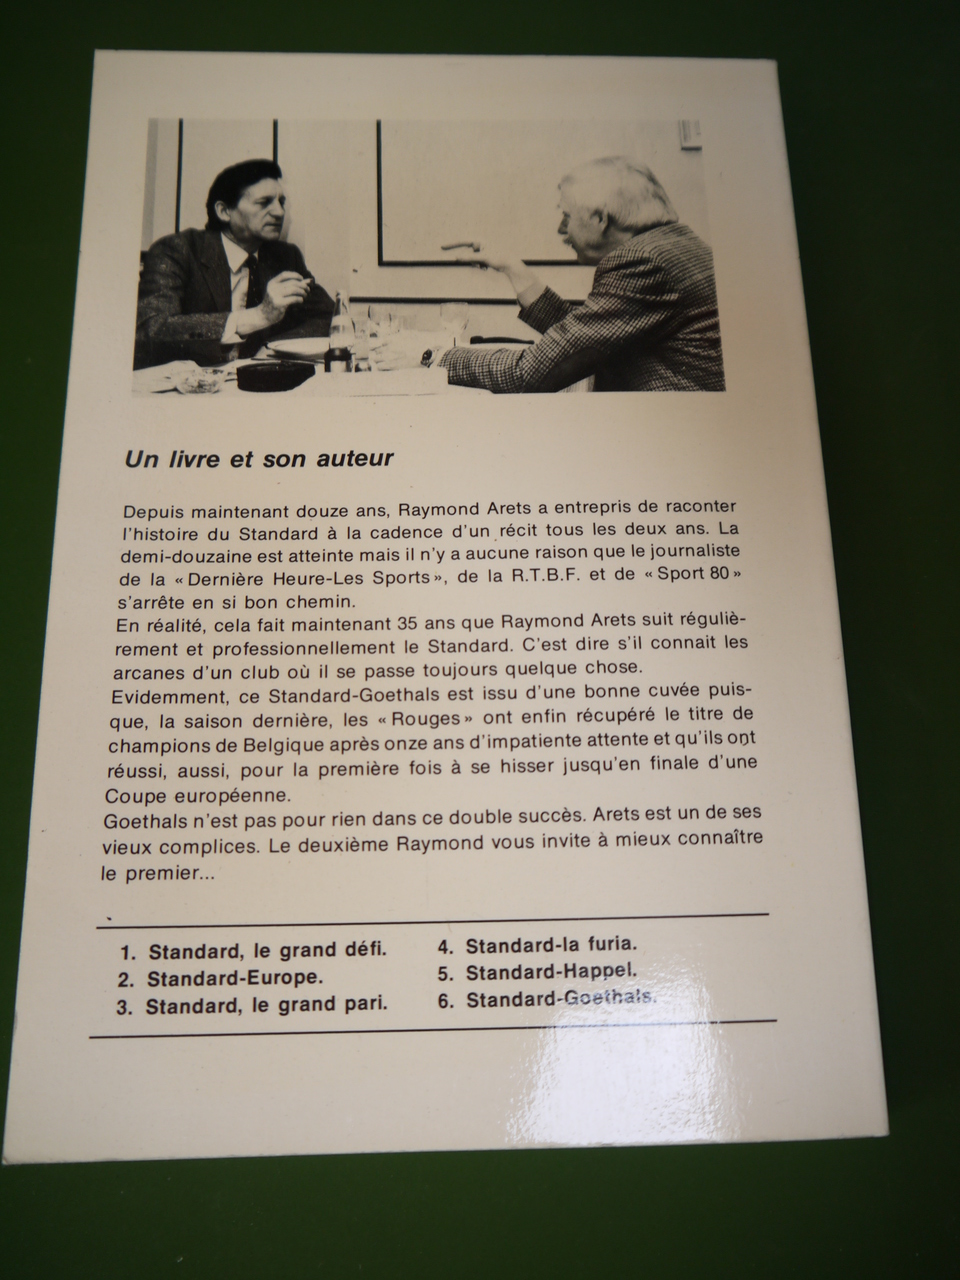 Un livre et son auteur
Depuis maintenant douze ans, Raymond Arets a entrepris de raconter
l'histoire du Standard à la cadence d'un récit tous les deux ans. La
demi-douzaine est atteinte mais il n'y a aucune raison que le journaliste
de la « Dernière Heure-Les Sports », de la R.T.B.F. et de « Sport 80 »
s'arrête en si bon chemin.
En réalité, cela fait maintenant 35 ans que Raymond Arets suit réguliè-
rement et professionnellement le Standard. C'est dire s'il connait les
arcanes d'un club où il se passe toujours quelque chose.
Evidemment, ce Standard-Goethals est issu d'une bonne cuvée puis-
que, la saison dernière, les « Rouges » ont enfin récupéré le titre de
champions de Belgique après onze ans d'impatiente attente et qu'ils ont
réussi, aussi, pour la première fois à se hisser jusqu'en finale d'une
Coupe européenne.
Goethals n'est pas pour rien dans ce double succès. Arets est un de ses
vieux complices. Le deuxième Raymond vous invite à mieux connaître
le premier...
1. Standard, le grand défi.
2. Standard-Europe.
3. Standard, le grand pari.
4. Standard-la furia.
5. Standard-Happel.
6. Standard-Goethals.